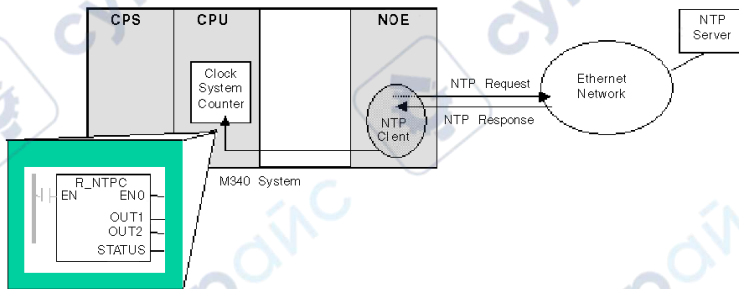 CPS
CPU
NOE
NTP
Server
Clock
System
Counter
NTP Request
Ethernet
Network
NTP
Client
NTP Response
M340 System
R_NTPC
EN
ENO
OUT1
OUT2
STATUS